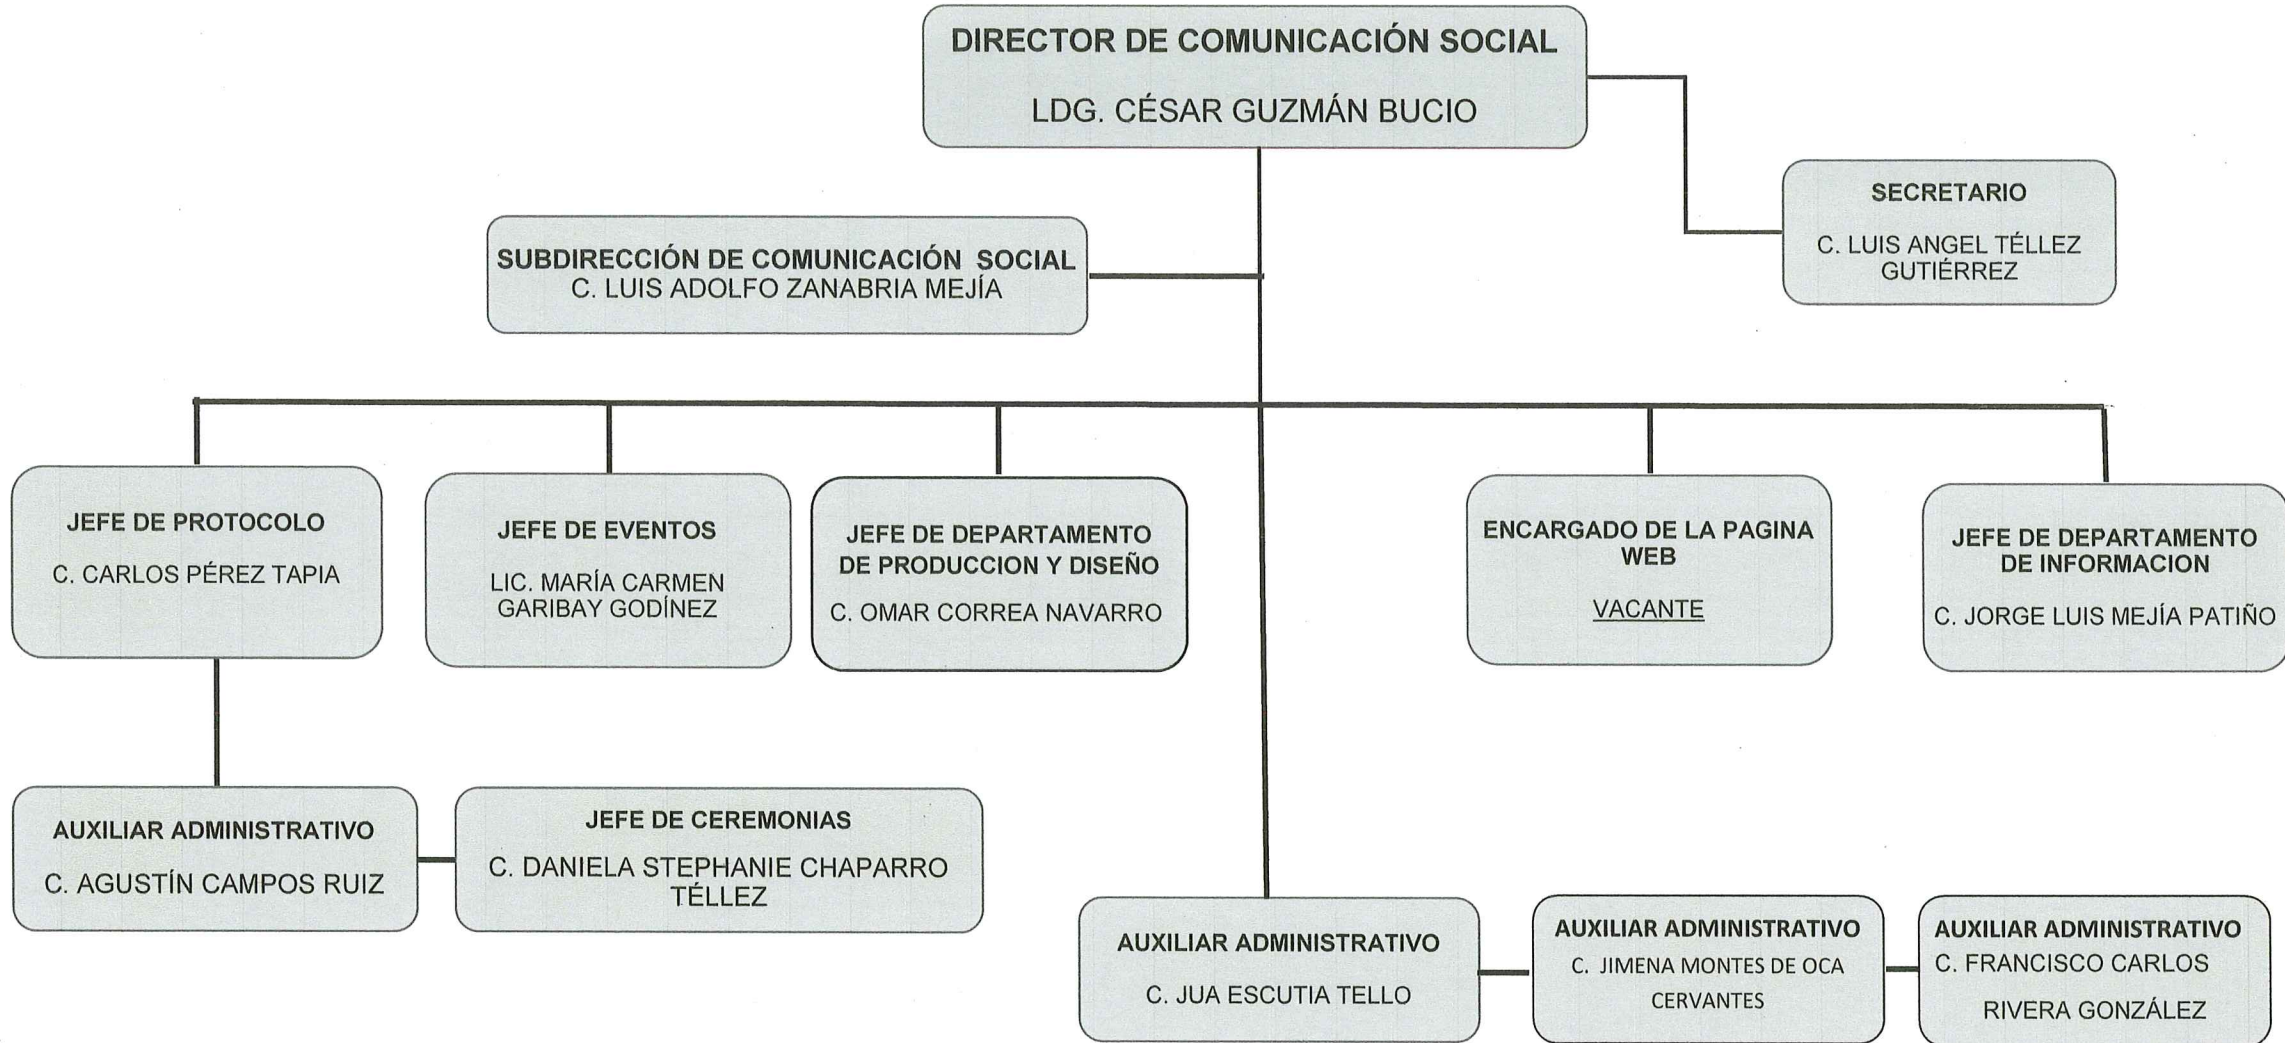 DIRECTOR DE COMUNICACIÓN SOCIAL
LDG. CÉSAR GUZMÁN BUCIO
SECRETARIO
C. LUIS ANGEL TÉLLEZ
GUTIÉRREZ
SUBDIRECCIÓN DE COMUNICACIÓN SOCIAL
C. LUIS ADOLFO ZANABRIA MEJÍA
JEFE DE PROTOCOLO
C. CARLOS PÉREZ TAPIA
JEFE DE EVENTOS
LIC. MARÍA CARMEN
GARIBAY GODÍNEZ
JEFE DE DEPARTAMENTO
DE PRODUCCION Y DISEÑO
C. OMAR CORREA NAVARRO
ENCARGADO DE LA PAGINA
WEB
VACANTE
JEFE DE DEPARTAMENTO
DE INFORMACION
C. JORGE LUIS MEJÍA PATIÑO
AUXILIAR ADMINISTRATIVO
C. AGUSTÍN CAMPOS RUIZ
JEFE DE CEREMONIAS
C. DANIELA STEPHANIE CHAPARRO
TÉLLEZ
AUXILIAR ADMINISTRATIVO
C. JUA ESCUTIA TELLO
AUXILIAR ADMINISTRATIVO
C. JIMENA MONTES DE OCA
CERVANTES
AUXILIAR ADMINISTRATIVO
C. FRANCISCO CARLOS
RIVERA GONZÁLEZ